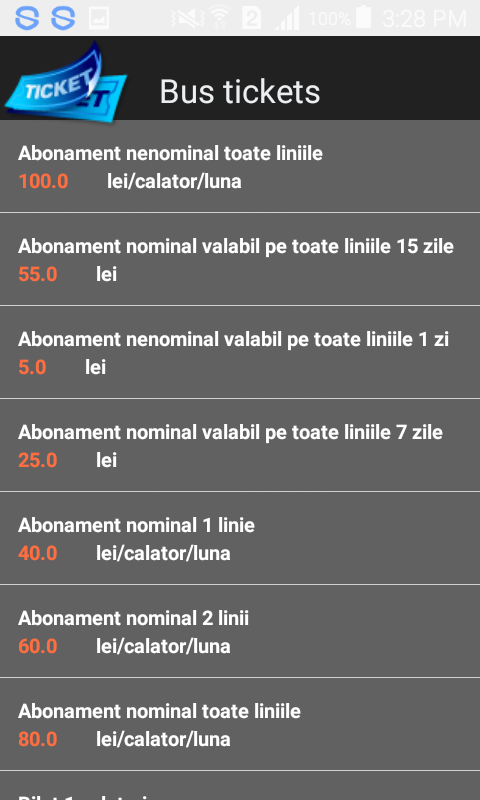 2 100% 3:28 PM
TICKET
Bus tickets
Abonament nenominal toate liniile
100.0 lei/calator/luna
Abonament nominal valabil pe toate liniile 15 zile
55.0 lei
Abonament nenominal valabil pe toate liniile 1 zi
5.0 lei
Abonament nominal valabil pe toate liniile 7 zile
25.0 lei
Abonament nominal 1 linie
40.0 lei/calator/luna
Abonament nominal 2 linii
60.0 lei/calator/luna
Abonament nominal toate liniile
80.0 lei/calator/luna